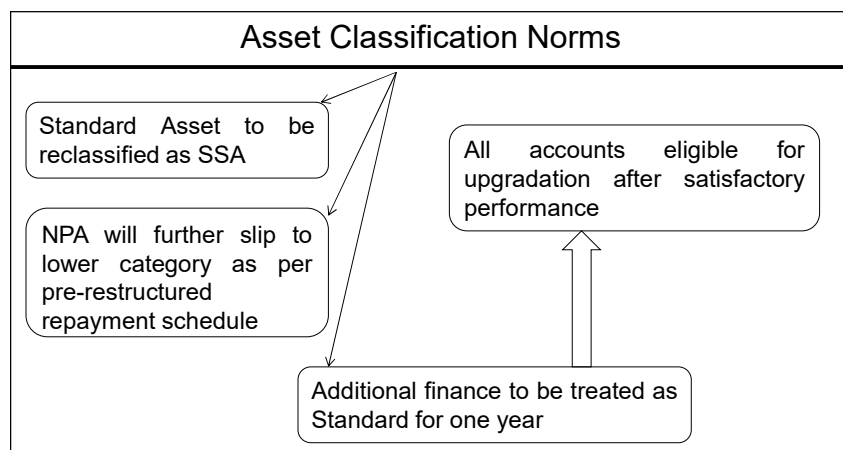 Asset Classification Norms
Standard Asset to be
reclassified as SSA
All accounts eligible for
upgradation after satisfactory
performance
NPA will further slip to
lower category as per
pre-restructured
repayment schedule
Additional finance to be treated as
Standard for one year